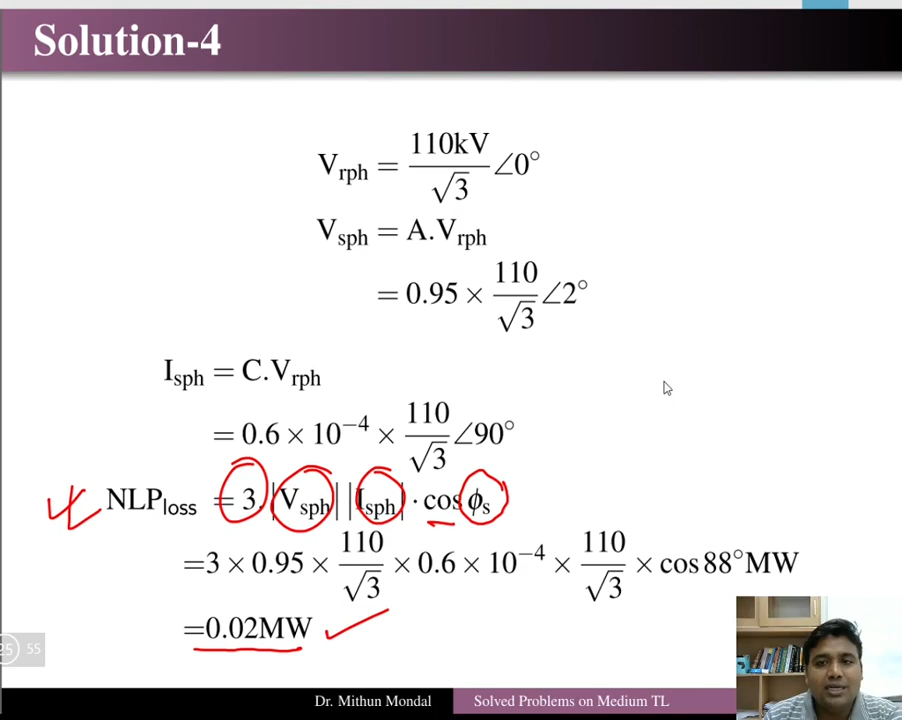 Solution-4
V_rph = 110kV/√3 ∠0°
V_sph = A.V_rph
= 0.95 × 110/√3 ∠2°
I_sph = C.V_rph
= 0.6 × 10⁻⁴ × 110/√3 ∠90°
NLP_loss = 3.|V_sph||I_sph| · cos ϕ_s
=3 × 0.95 × 110/√3 × 0.6 × 10⁻⁴ × 110/√3 × cos 88°MW
=0.02MW
25 55
Dr. Mithun Mondal Solved Problems on Medium TL